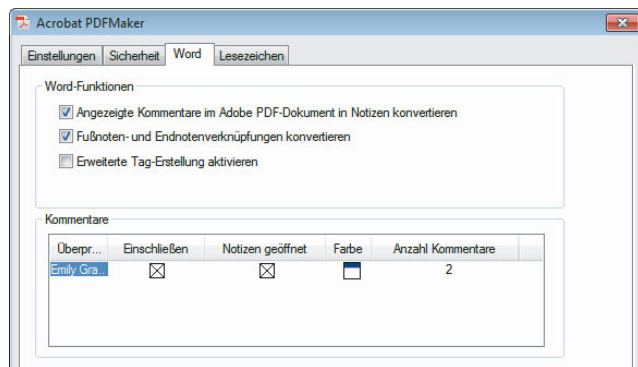 Acrobat PDFMaker
Einstellungen Sicherheit Word Lesezeichen
Word-Funktionen
Angezeigte Kommentare im Adobe PDF-Dokument in Notizen konvertieren
Fußnoten- und Endnotenverknüpfungen konvertieren
Erweiterte Tag-Erstellung aktivieren
Kommentare
Überpr... Einschließen Notizen geöffnet Farbe Anzahl Kommentare
Emily Gra... 2